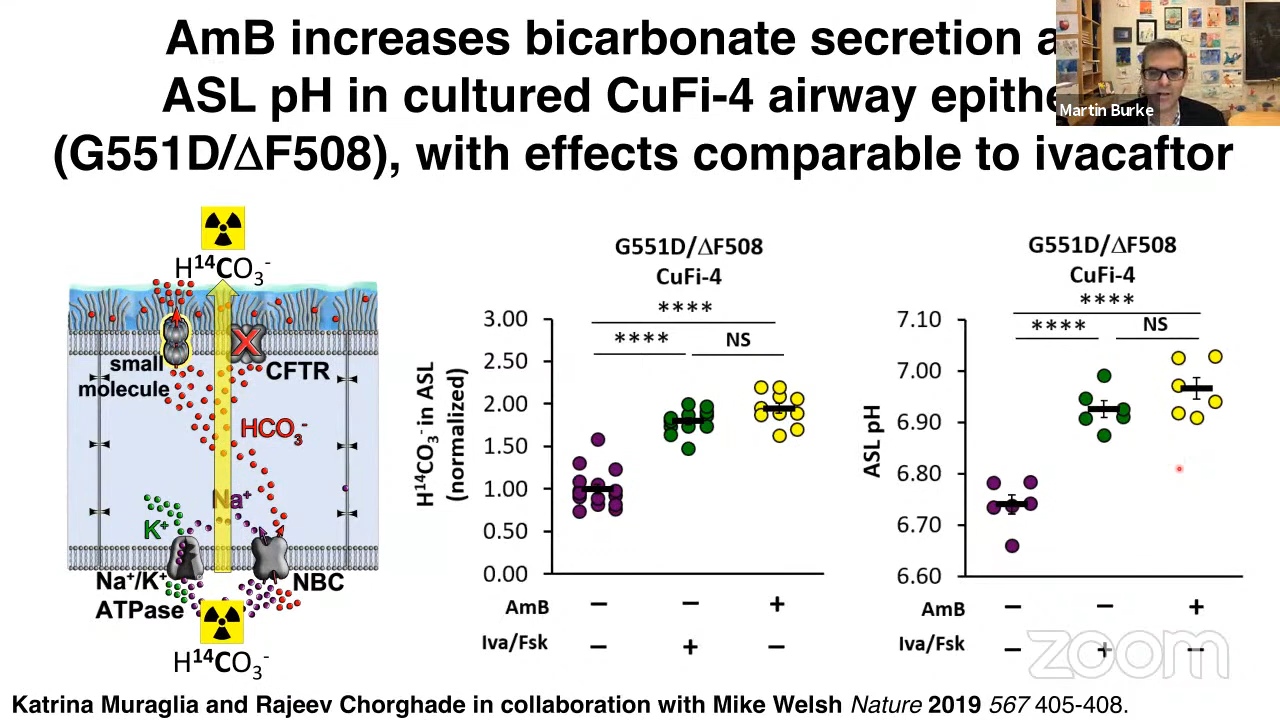 AmB increases bicarbonate secretion a
ASL pH in cultured CuFi-4 airway epithe
(G551D/ΔF508), with effects comparable to ivacaftor
Martin Burke
H¹⁴CO₃⁻
small
molecule
CFTR
HCO₃⁻
Na⁺
K⁺
Na⁺/K⁺
ATPase
NBC
H¹⁴CO₃⁻
G551D/ΔF508
CuFi-4
****
****
NS
H¹⁴CO₃⁻ in ASL
(normalized)
3.00
2.50
2.00
1.50
1.00
0.50
0.00
AmB – – +
Iva/Fsk – + –
G551D/ΔF508
CuFi-4
****
****
NS
ASL pH
7.10
7.00
6.90
6.80
6.70
6.60
AmB – – +
Iva/Fsk – + –
zoom
Katrina Muraglia and Rajeev Chorghade in collaboration with Mike Welsh Nature 2019 567 405-408.